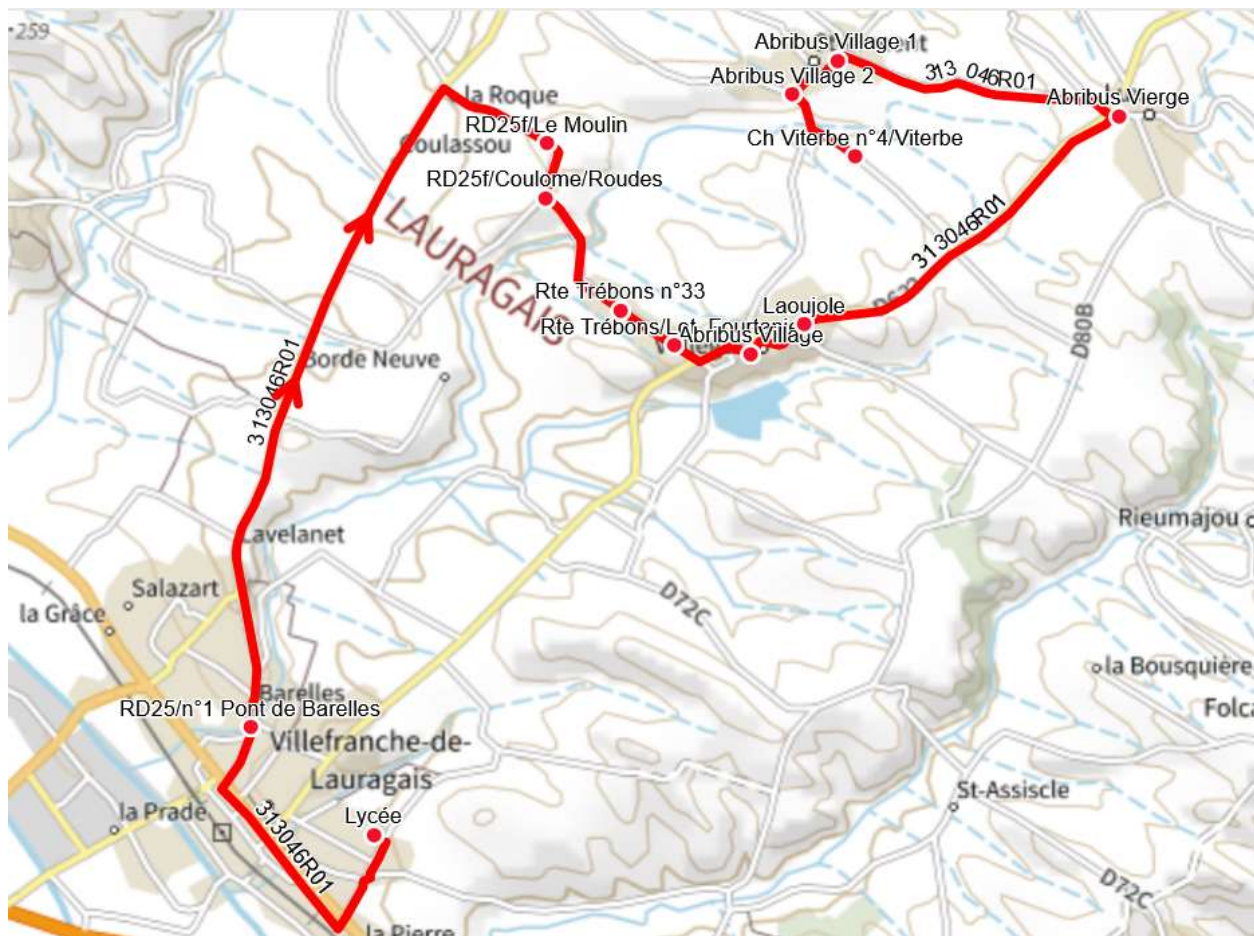 259
Abribus Village 1
313 046R01
la Roque
Abribus Village 2
Abribus Vierge
RD25f/Le Moulin
Coulassou
Ch Viterbe n°4/Viterbe
RD25f/Coulome/Roudes
LAURAGAIS
313046R01
Rte Trébons n°33
Laoujole
D80B
Rte Trébons/Lot.
Abribus Village
Borde Neuve
313046R01
Rieumajou
Lavelanet
Salazart
la Grâce
D72C
la Bousquière
Barelles
Folca
RD25/n°1 Pont de Barelles
Villefranche-de-
Lauragais
St-Assiscle
la Prade
Lycée
313046R01
D72C
la Pierre